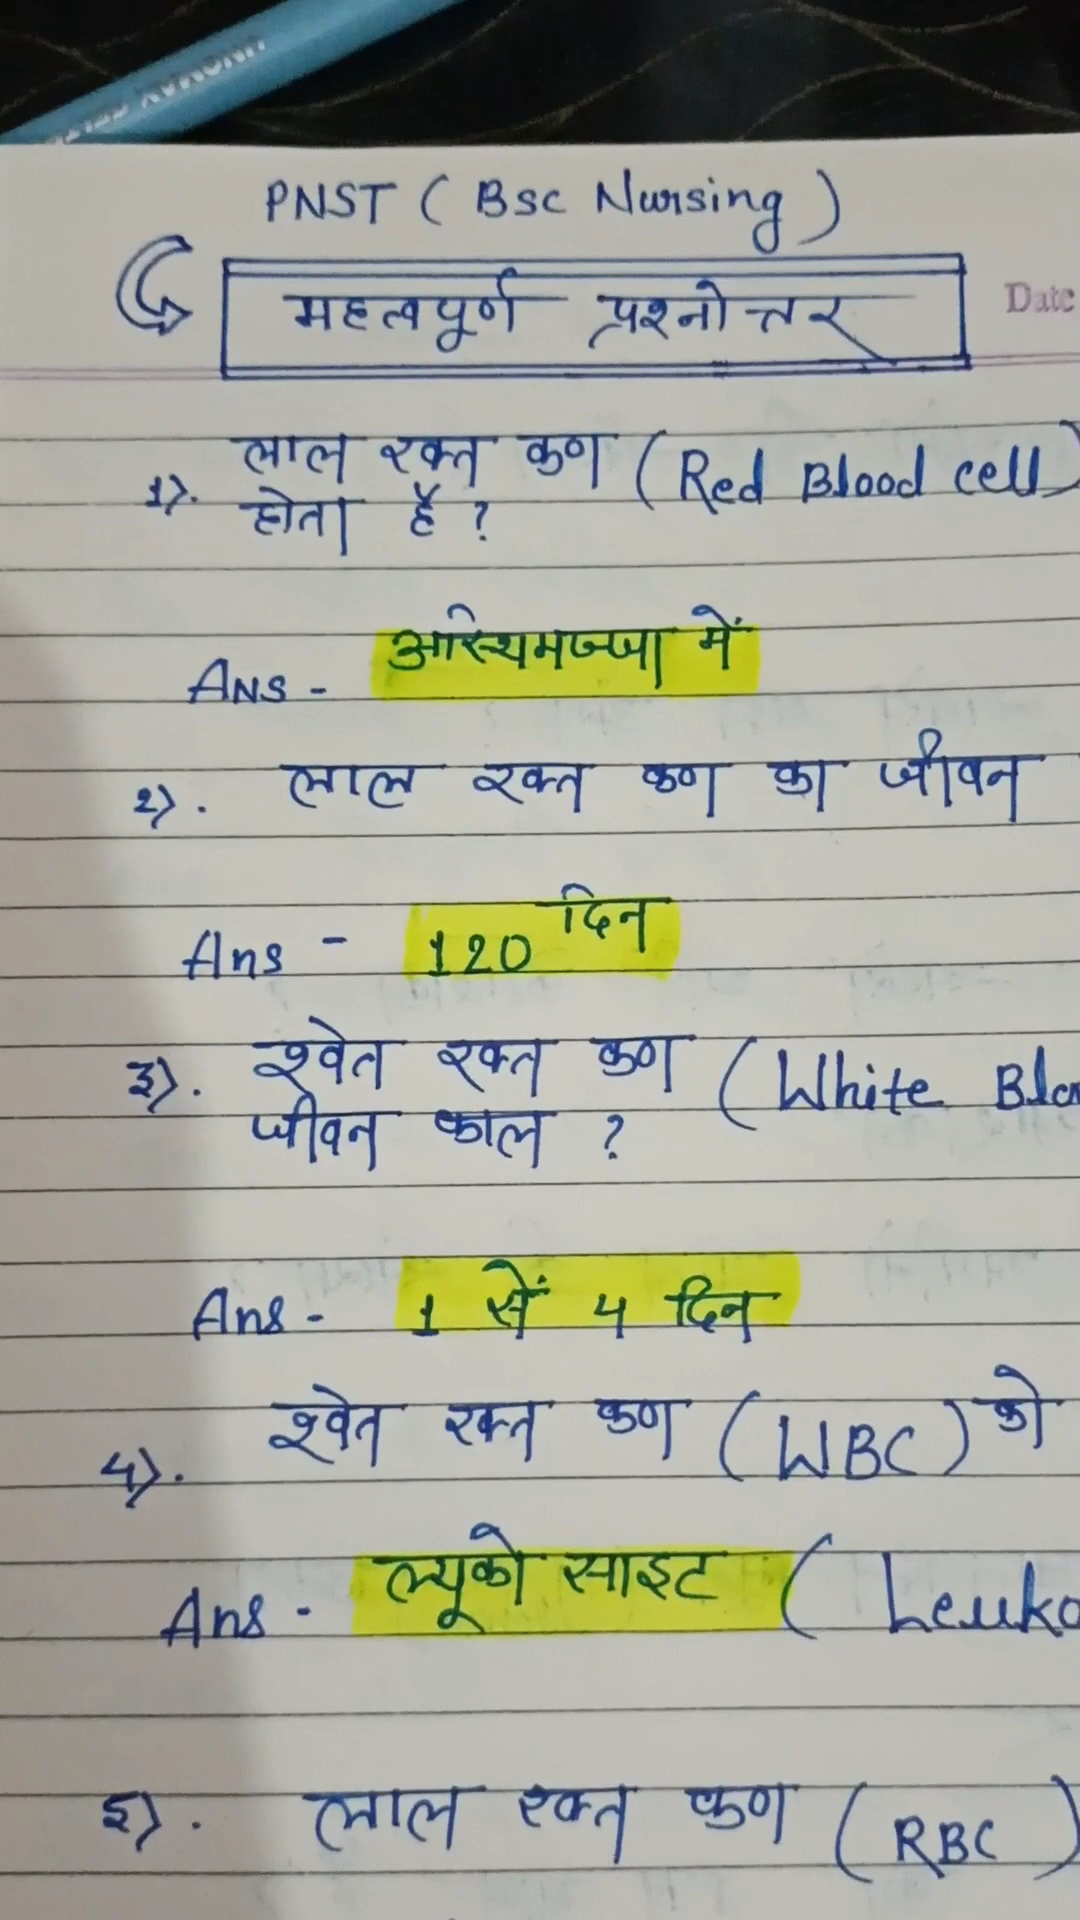 PNST ( Bsc Nursing )
महत्वपूर्ण प्रश्नोत्तर
Date
1). लाल रक्त कण ( Red Blood cell )
होता है ?
ANS - अस्थिमज्जा में
2). लाल रक्त कण का जीवन
Ans - 120 दिन
3). श्वेत रक्त कण ( White
जीवन काल ?
Ans - 1 सें 4 दिन
4). श्वेत रक्त कण ( WBC ) को
Ans - ल्यूको साइट ( Leuko
5). लाल रक्त कण ( RBC )